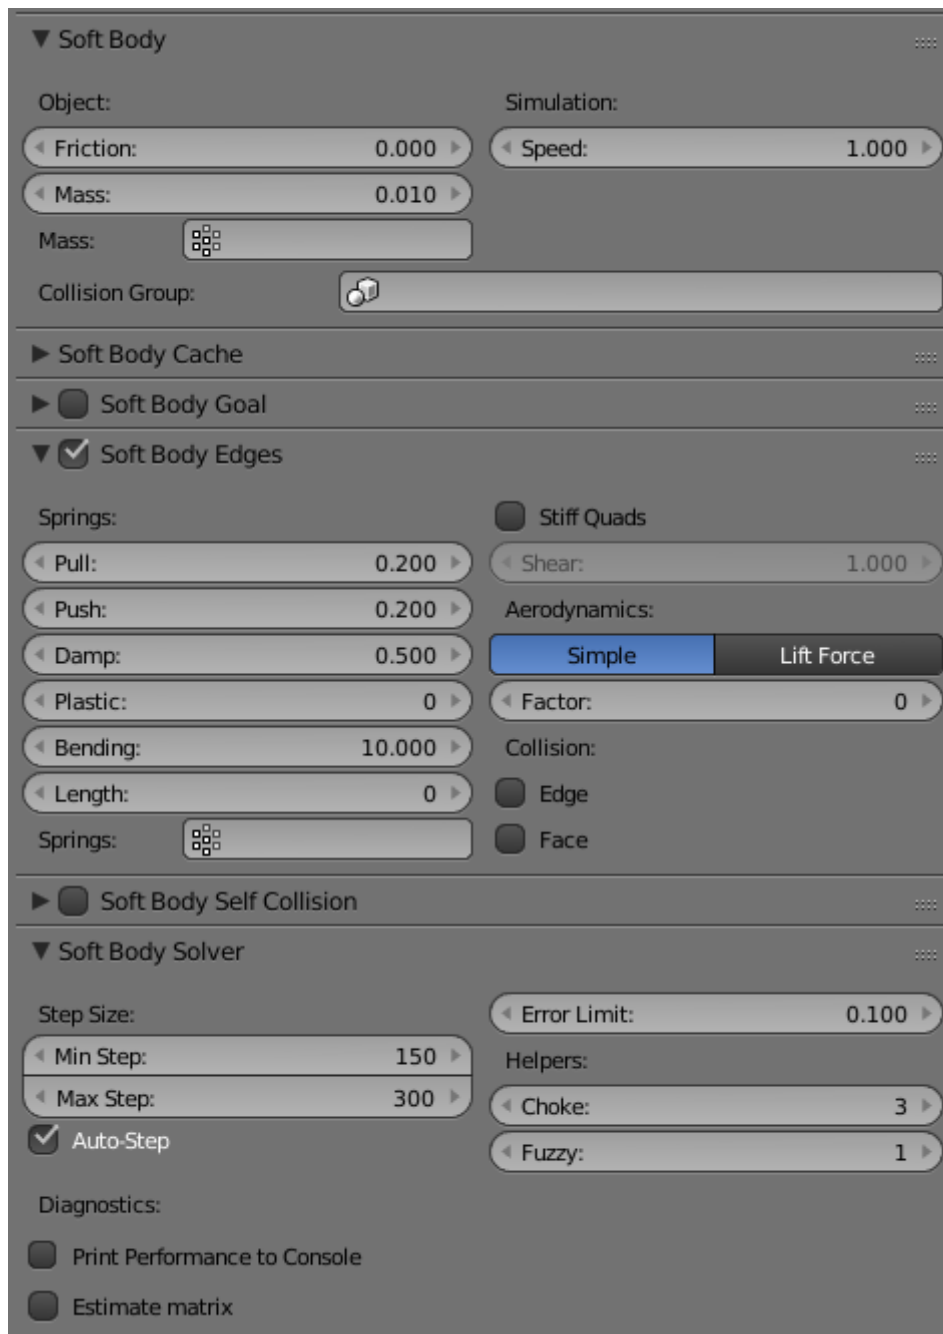 Soft Body
Object:
Simulation:
Friction: 0.000
Speed: 1.000
Mass: 0.010
Mass:
Collision Group:
Soft Body Cache
Soft Body Goal
Soft Body Edges
Springs:
Stiff Quads
Pull: 0.200
Shear: 1.000
Push: 0.200
Aerodynamics:
Damp: 0.500
Simple
Lift Force
Plastic: 0
Factor: 0
Bending: 10.000
Collision:
Length: 0
Edge
Springs:
Face
Soft Body Self Collision
Soft Body Solver
Step Size:
Error Limit: 0.100
Min Step: 150
Helpers:
Max Step: 300
Choke: 3
Auto-Step
Fuzzy: 1
Diagnostics:
Print Performance to Console
Estimate matrix